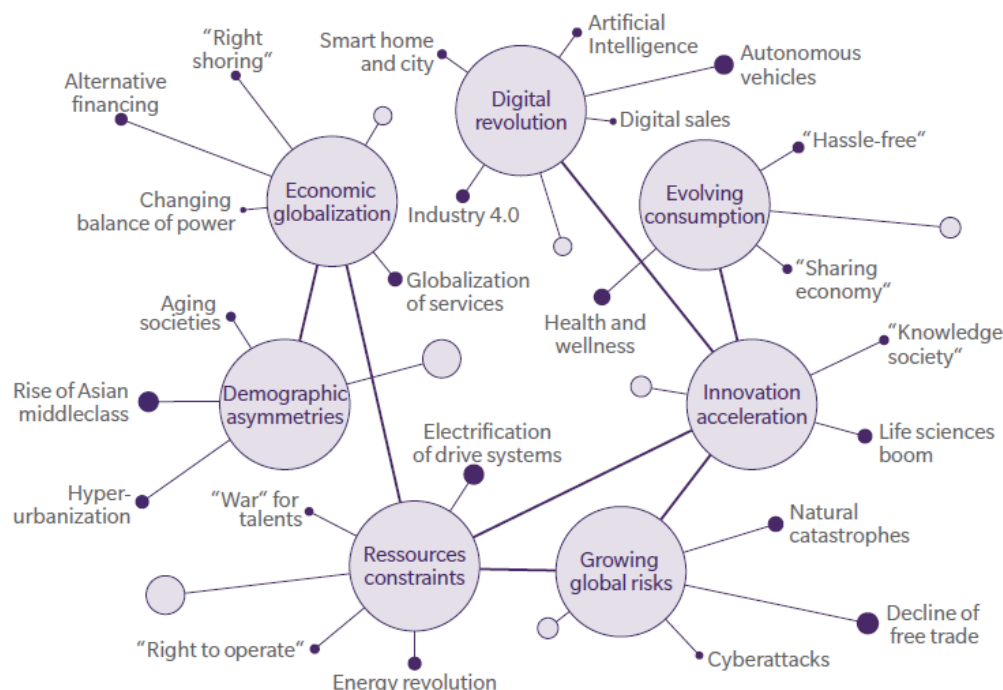 Artificial
Intelligence
"Right
shoring"
Smart home
and city
Autonomous
vehicles
Alternative
financing
Digital
revolution
Digital sales
"Hassle-free"
Economic
globalization
Evolving
consumption
Changing
balance of power
Industry 4.0
Globalization
of services
"Sharing
economy"
Aging
societies
Health and
wellness
"Knowledge
society"
Rise of Asian
middleclass
Demographic
asymmetries
Innovation
acceleration
Electrification
of drive systems
Life sciences
boom
Hyper-
urbanization
"War" for
talents
Natural
catastrophes
Ressources
constraints
Growing
global risks
Decline of
free trade
"Right to operate"
Cyberattacks
Energy revolution